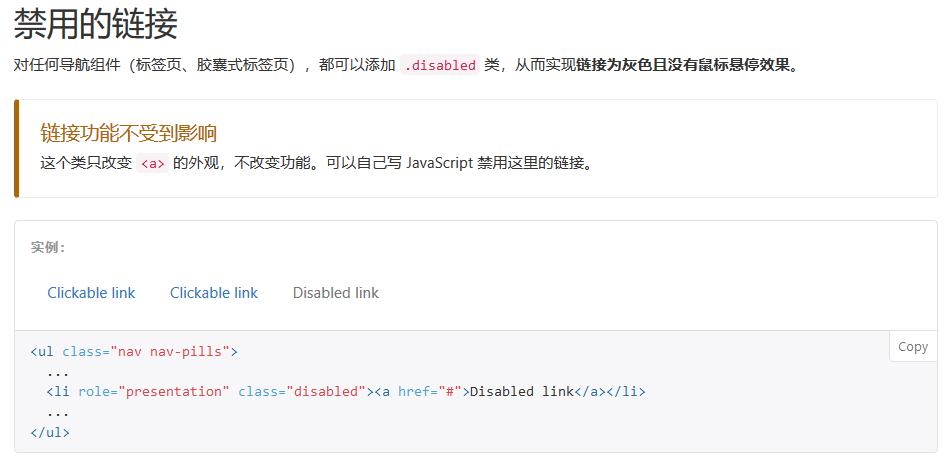 禁用的链接
对任何导航组件（标签页、胶囊式标签页），都可以添加 .disabled 类，从而实现链接为灰色且没有鼠标悬停效果。
链接功能不受到影响
这个类只改变 <a> 的外观，不改变功能。可以自己写 JavaScript 禁用这里的链接。
实例：
Clickable link Clickable link Disabled link
Copy
<ul class="nav nav-pills">
  ...
  <li role="presentation" class="disabled"><a href="#">Disabled link</a></li>
  ...
</ul>